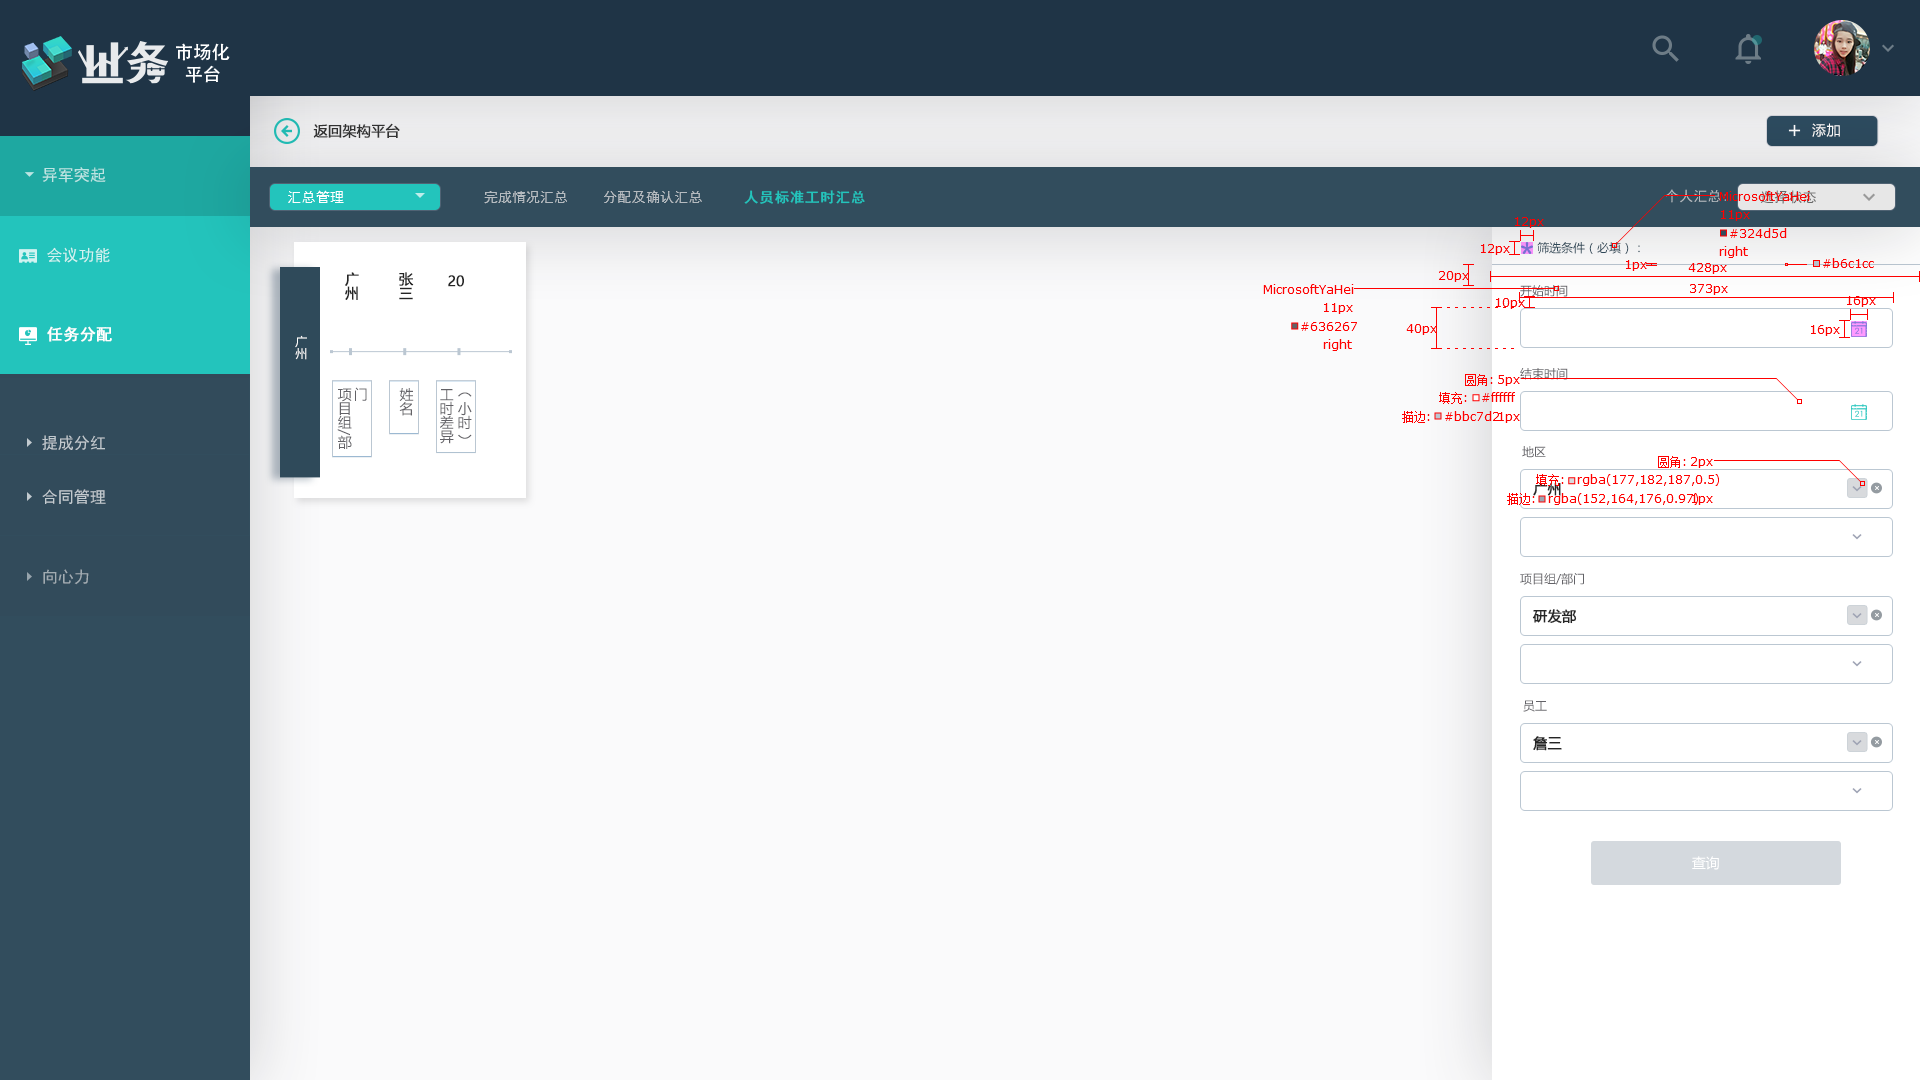 业务 市场化
平台
返回架构平台
添加
异军突起
会议功能
任务分配
提成分红
合同管理
向心力
汇总管理
完成情况汇总
分配及确认汇总
人员标准工时汇总
个人汇总:
选择状态
MicrosoftYaHei
11px
#324d5d
right
广州
广州
张三
20
项目组/部门
姓名
工时差异(小时)
12px
12px
筛选条件(必填):
1px
#b6c1cc
20px
428px
MicrosoftYaHei
11px
#636267
right
开始时间
373px
10px
16px
40px
16px
结束时间
圆角: 5px
填充: #ffffff
描边: #bbc7d2 1px
地区
圆角: 2px
填充: rgba(177,182,187,0.5)
广州
描边: rgba(152,164,176,0.97) 1px
项目组/部门
研发部
员工
詹三
查询